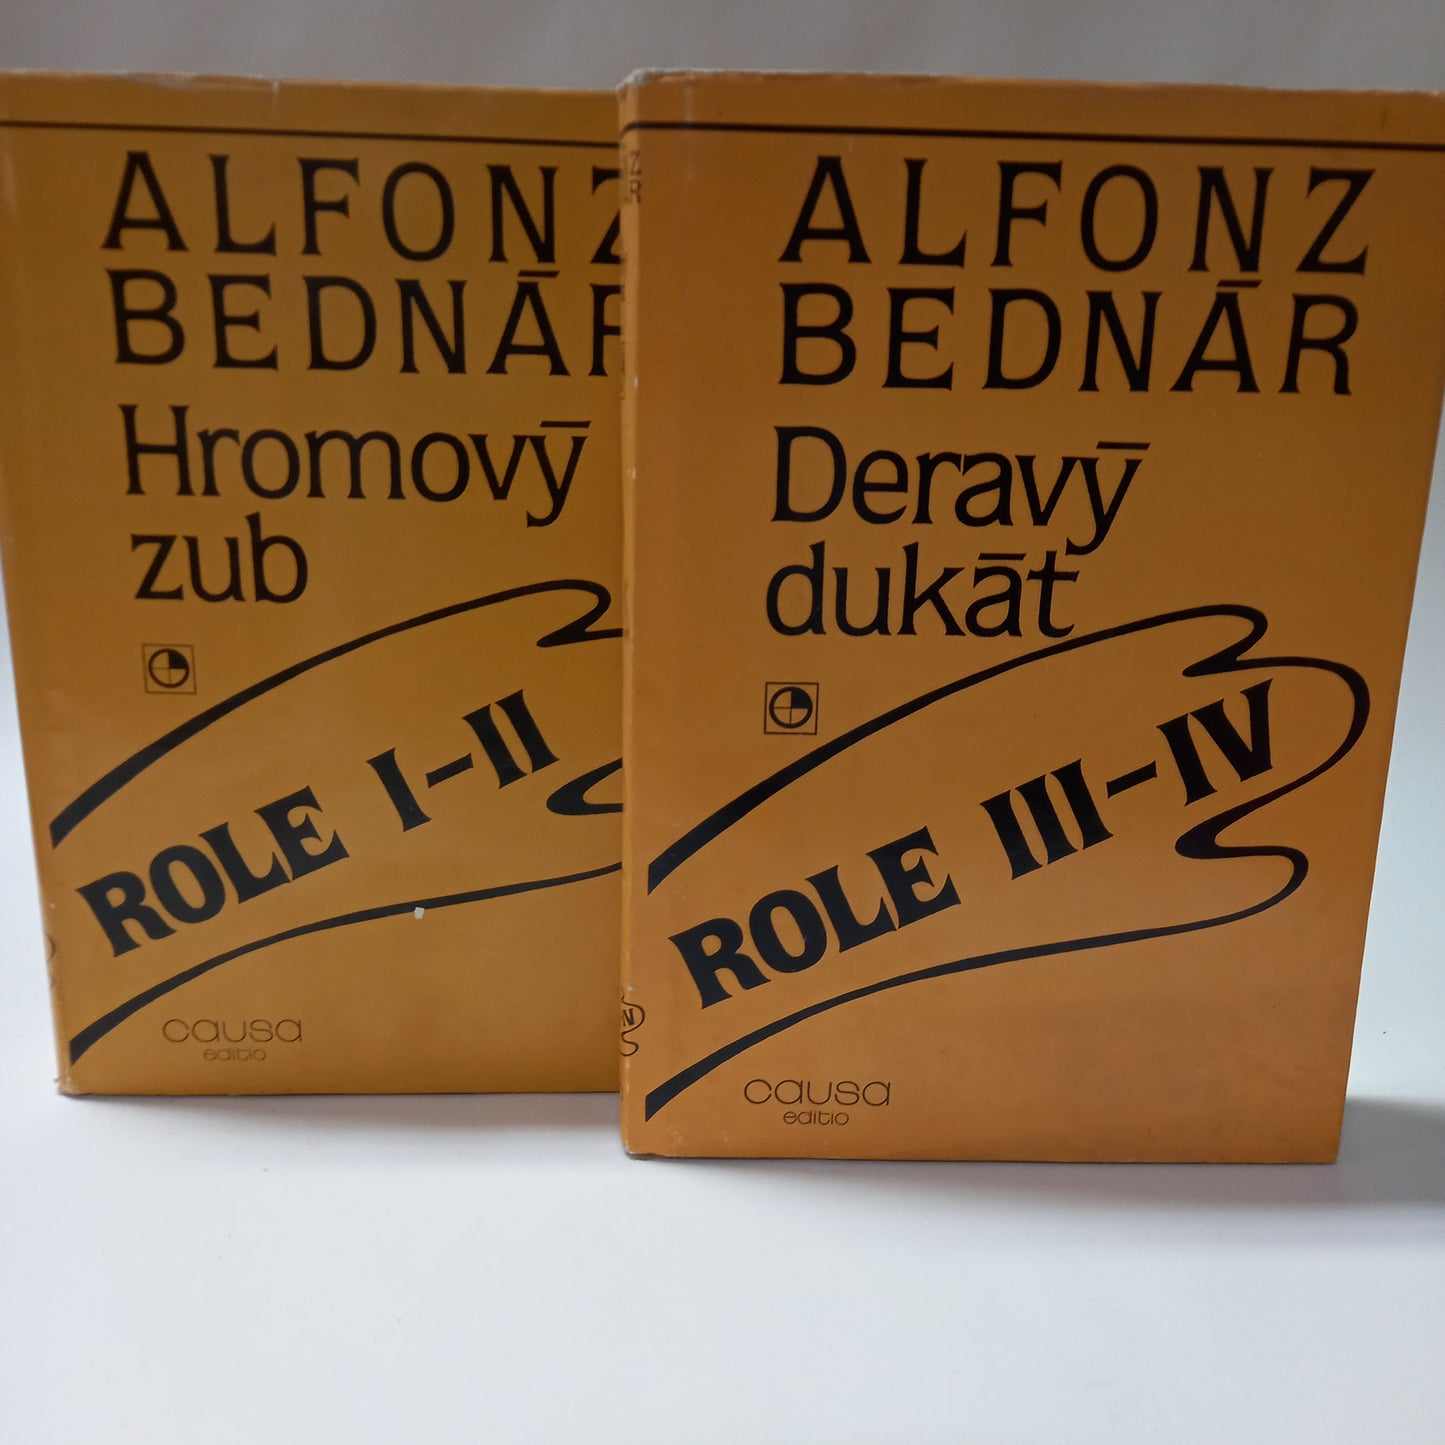 ALFONZ
BEDNÁR
Hromový
zub
ROLE I-II
causa
editio
ALFONZ
BEDNÁR
Deravý
dukát
ROLE III-IV
causa
editio